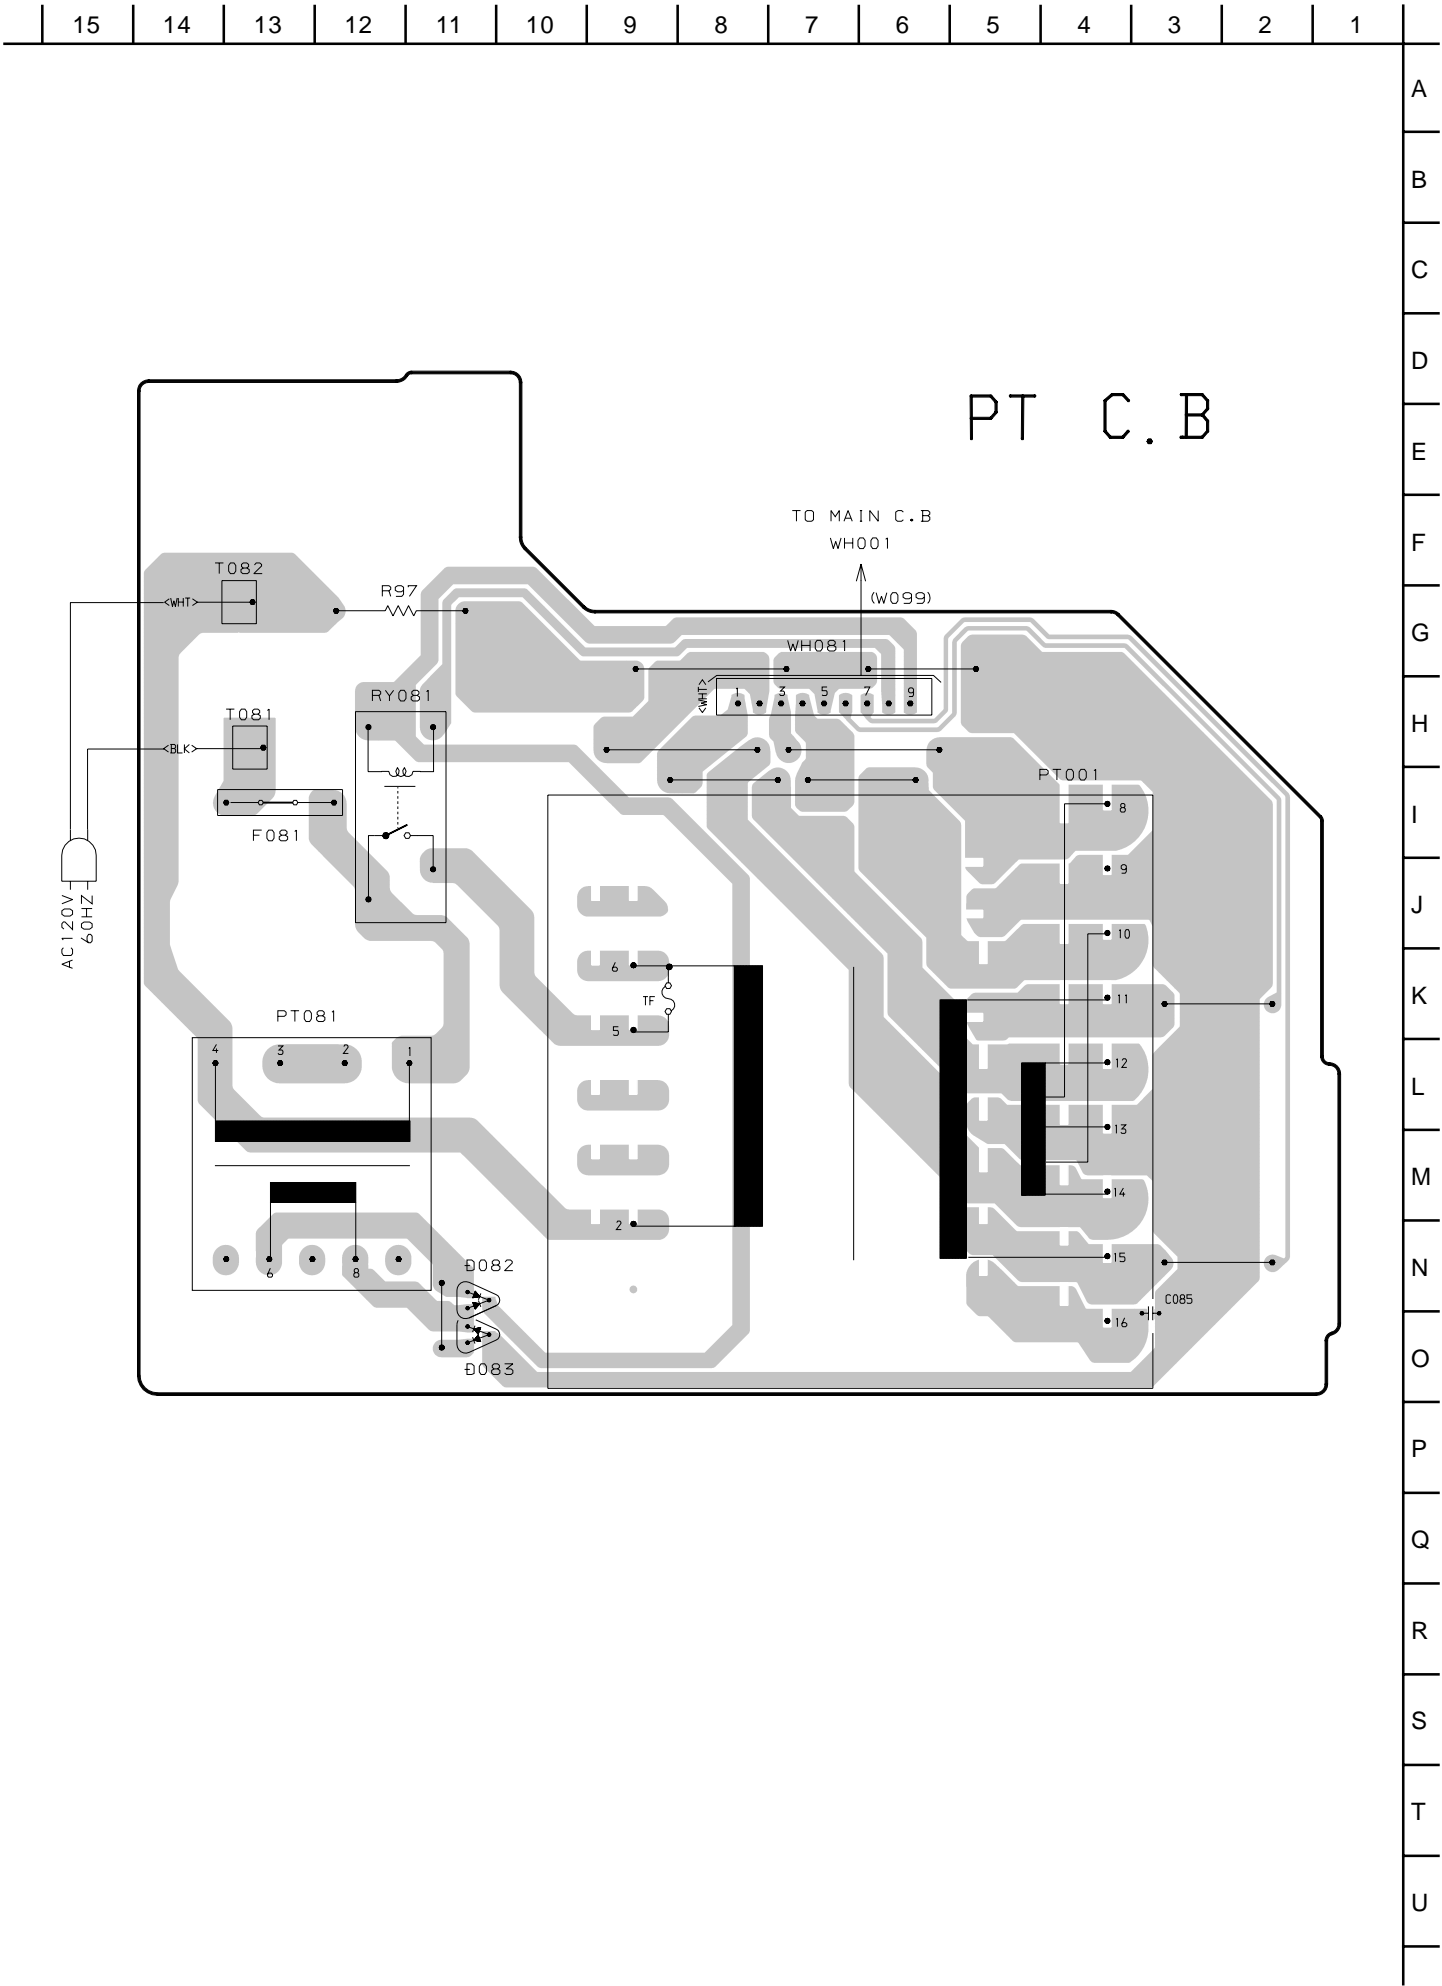 15 14 13 12 11 10 9 8 7 6 5 4 3 2 1
A
B
C
D
PT C.B
E
TO MAIN C.B
WH001
F
T082
R97
<WHT>
(W099)
G
WH081
RY081
<WHT>
1 3 5 7 9
T081
H
<BLK>
PT001
8
I
F081
9
J
AC120V
60HZ
10
6
K
TF
11
5
PT081
4 3 2 1
12
L
13
M
14
2
15
N
6 8
D082
C085
16
O
D083
P
Q
R
S
T
U